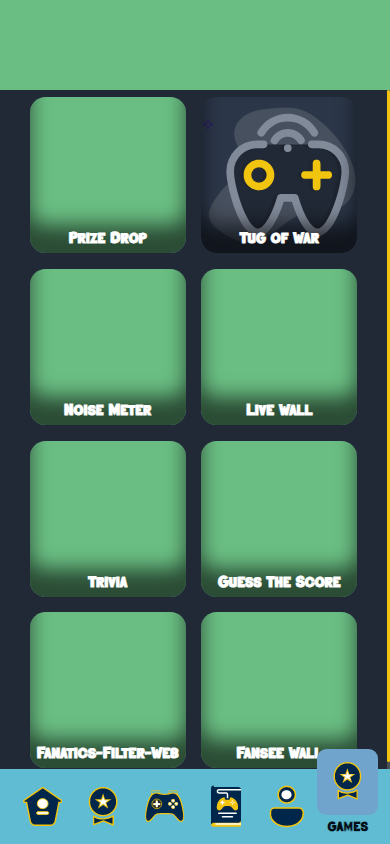 Prize Drop
Tug of War
Noise Meter
Live Wall
Trivia
Guess The Score
Fanatics-Filter-Web
Fansee Wall
GAMES